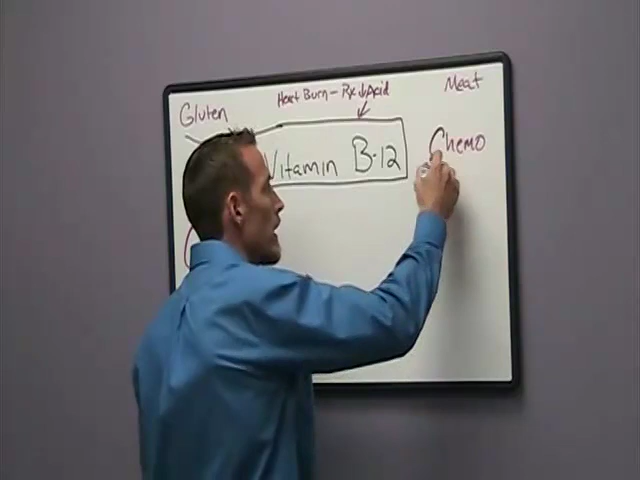 Meat
Heart Burn - Rx ↓ Acid
Gluten
Vitamin B-12
Chemo